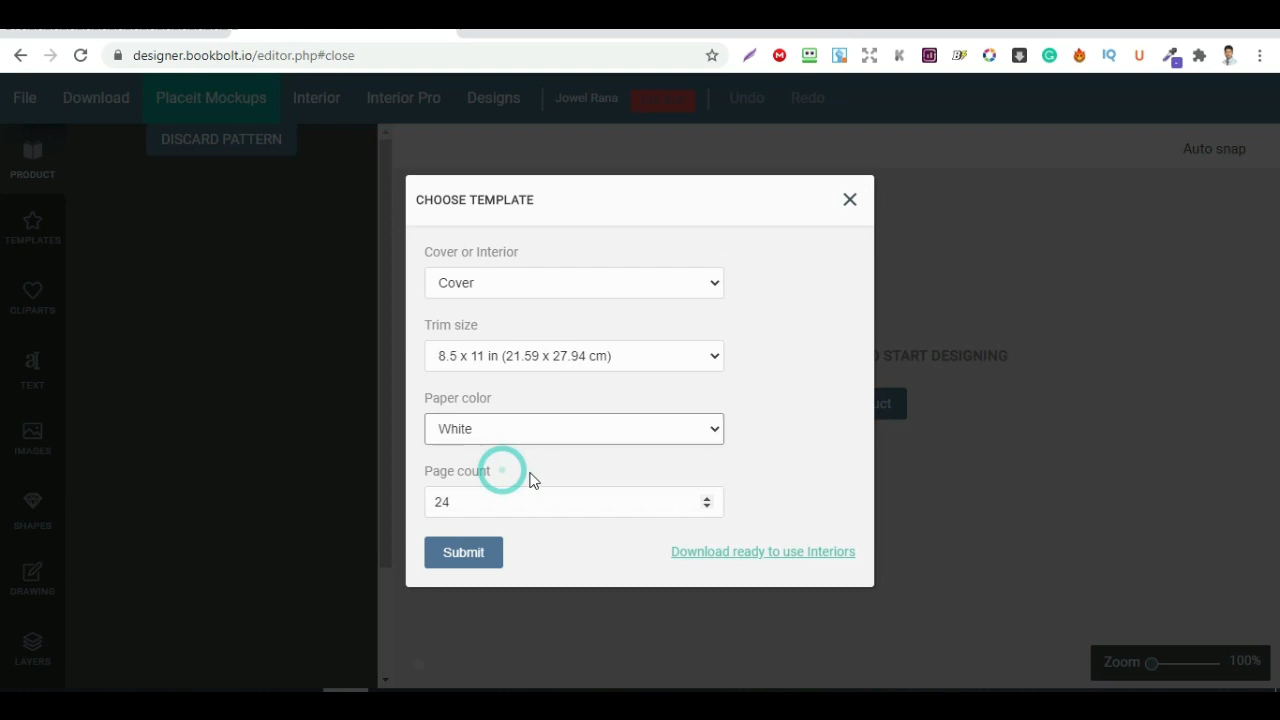 designer.bookbolt.io/editor.php#close
File Download Placeit Mockups Interior Interior Pro Designs Jowel Rana Undo Redo
DISCARD PATTERN
Auto snap
PRODUCT
TEMPLATES
CLIPARTS
TEXT
IMAGES
SHAPES
DRAWING
LAYERS
CHOOSE TEMPLATE
Cover or Interior
Cover
Trim size
8.5 x 11 in (21.59 x 27.94 cm)
O START DESIGNING
Paper color
uct
White
Page count
24
Submit
Download ready to use Interiors
Zoom 100%